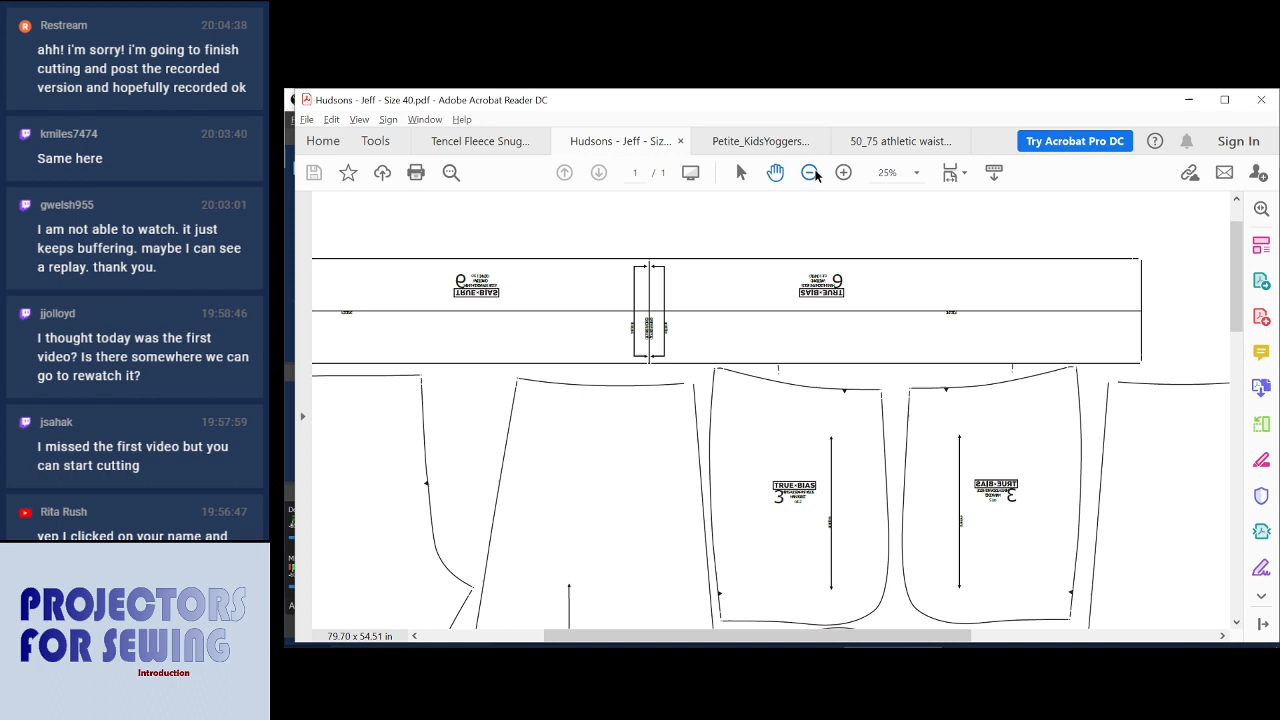 Restream 20:04:38
ahh! i'm sorry! i'm going to finish
cutting and post the recorded
version and hopefully recorded ok
kmiles7474 20:03:40
Same here
gwelsh955 20:03:01
I am not able to watch. it just
keeps buffering. maybe I can see
a replay. thank you.
jjolloyd 19:58:46
I thought today was the first
video? Is there somewhere we can
go to rewatch it?
jsahak 19:57:59
I missed the first video but you
can start cutting
Rita Rush 19:56:47
yep I clicked on your name and
PROJECTORS
FOR SEWING
Introduction
Hudsons - Jeff - Size 40.pdf - Adobe Acrobat Reader DC
File Edit View Sign Window Help
Home Tools Tencel Fleece Snug... Hudsons - Jeff - Siz... Petite_KidsYoggers... 50_75 athletic waist... Try Acrobat Pro DC Sign In
1 / 1 25%
6 6
TRUE-BIAS TRUE-BIAS
TRUE-BIAS TRUE-BIAS
3 3
79.70 x 54.51 in